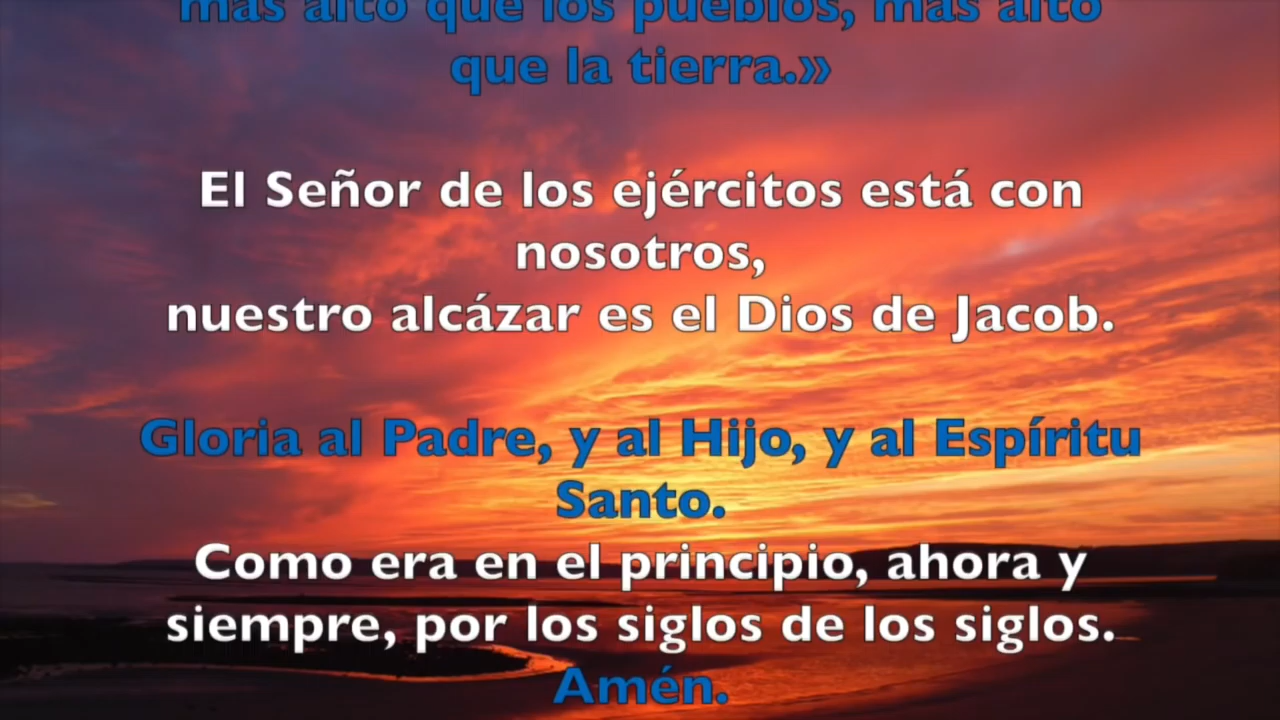 más alto que los pueblos, más alto
que la tierra.»
El Señor de los ejércitos está con
nosotros,
nuestro alcázar es el Dios de Jacob.
Gloria al Padre, y al Hijo, y al Espíritu
Santo.
Como era en el principio, ahora y
siempre, por los siglos de los siglos.
Amén.